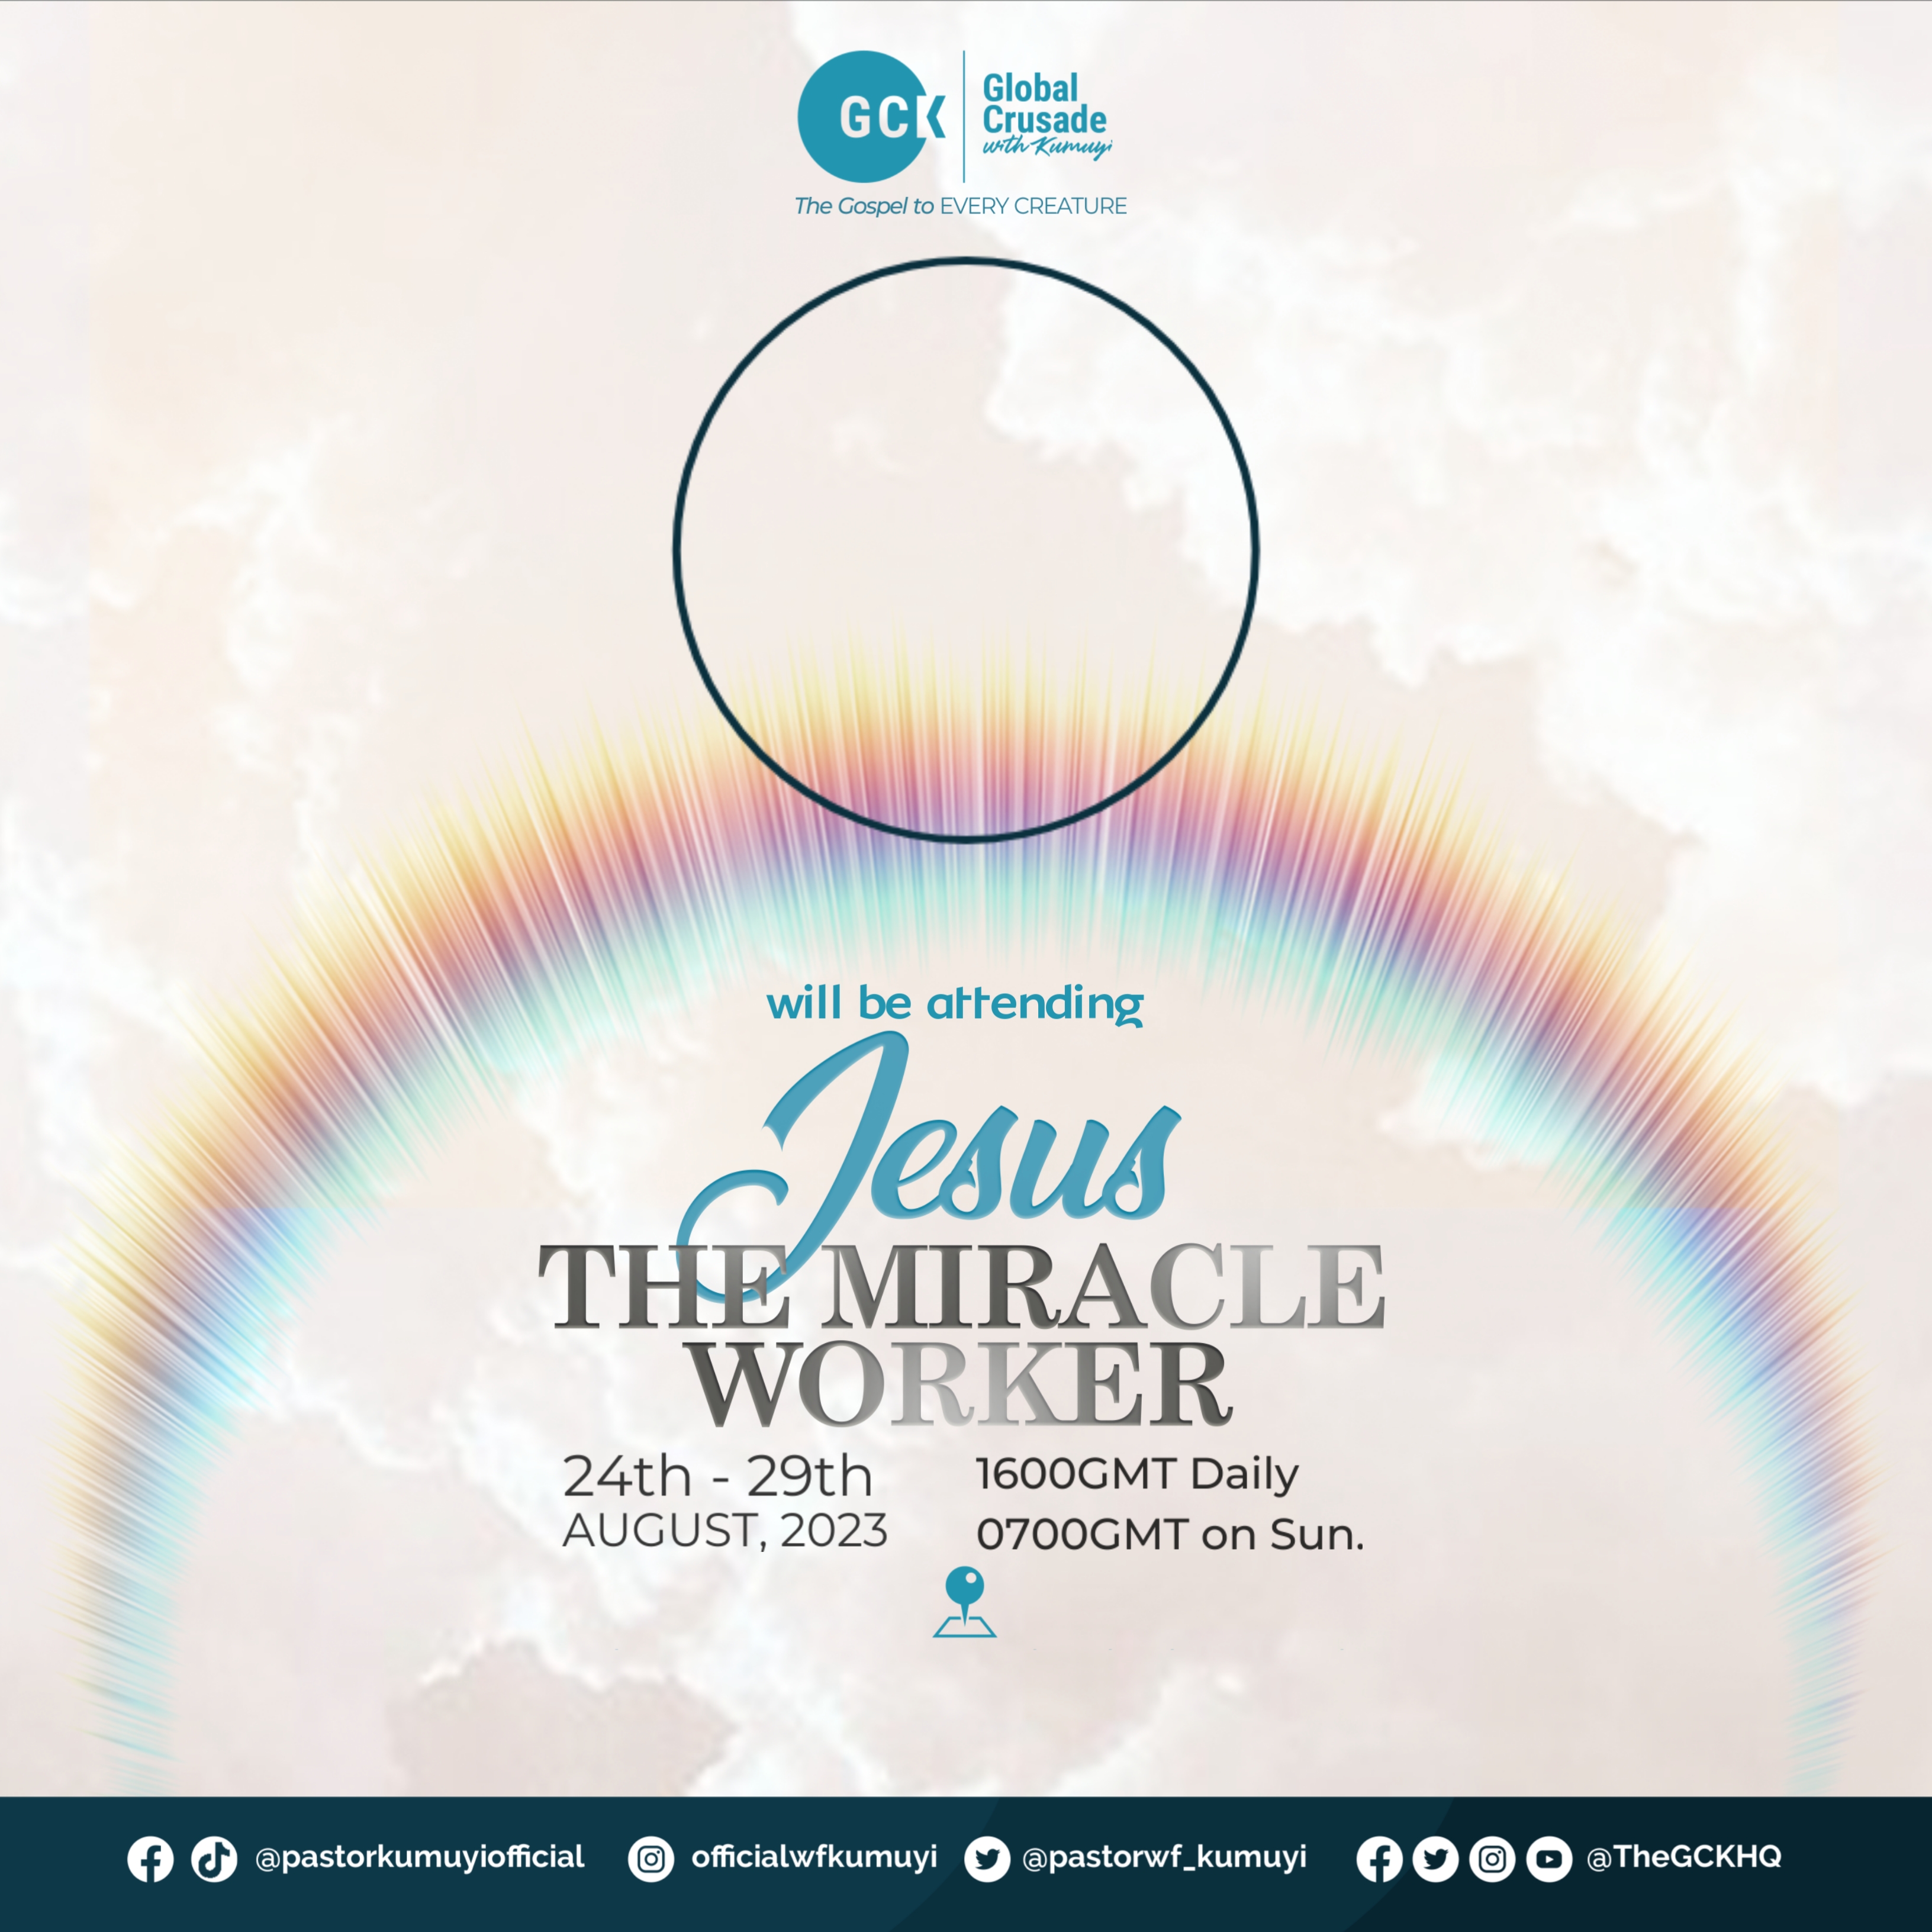 GCK
Global
Crusade
with Kumuyi
The Gospel to EVERY CREATURE
will be attending
Jesus
THE MIRACLE
WORKER
24th - 29th
AUGUST, 2023
1600GMT Daily
0700GMT on Sun.
@pastorkumuyiofficial officialwfkumuyi @pastorwf_kumuyi @TheGCKHQ